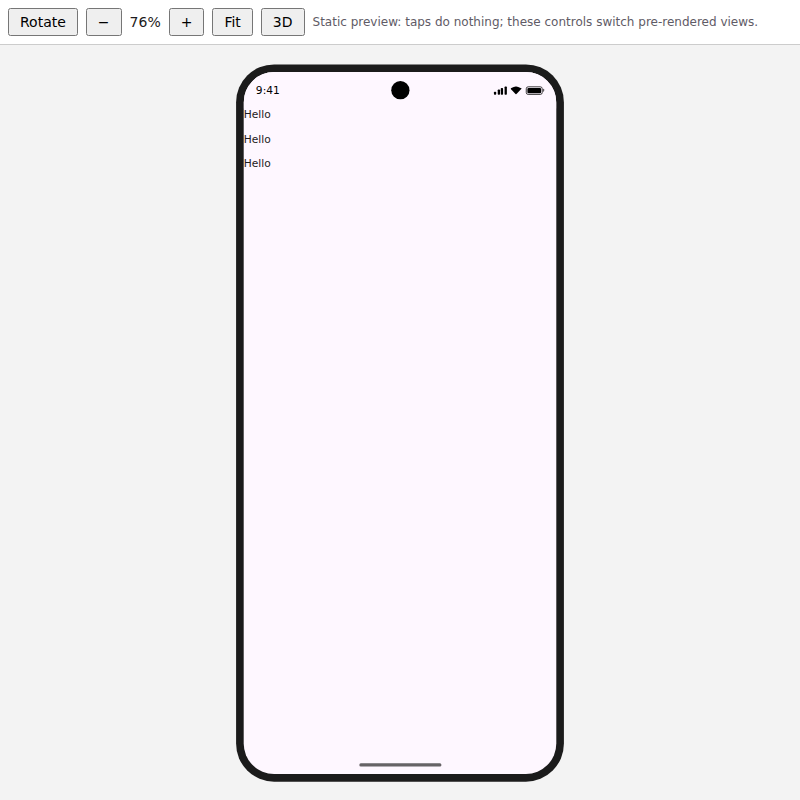 Rotate − 76% + Fit 3D Static preview: taps do nothing; these controls switch pre-rendered views.
9:41
Hello
Hello
Hello